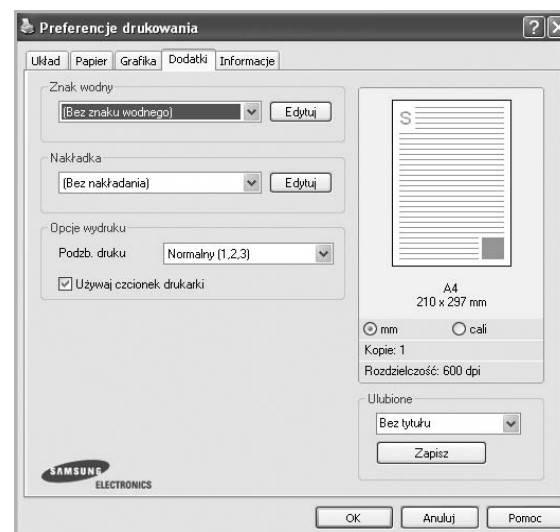 Preferencje drukowania
Układ Papier Grafika Dodatki Informacje
Znak wodny
(Bez znaku wodnego) Edytuj
Nakładka
(Bez nakładania) Edytuj
Opcje wydruku
Podzb. druku Normalny (1,2,3)
Używaj czcionek drukarki
S
A4
210 x 297 mm
mm cali
Kopie: 1
Rozdzielczość: 600 dpi
Ulubione
Bez tytułu
Zapisz
SAMSUNG
ELECTRONICS
OK Anuluj Pomoc